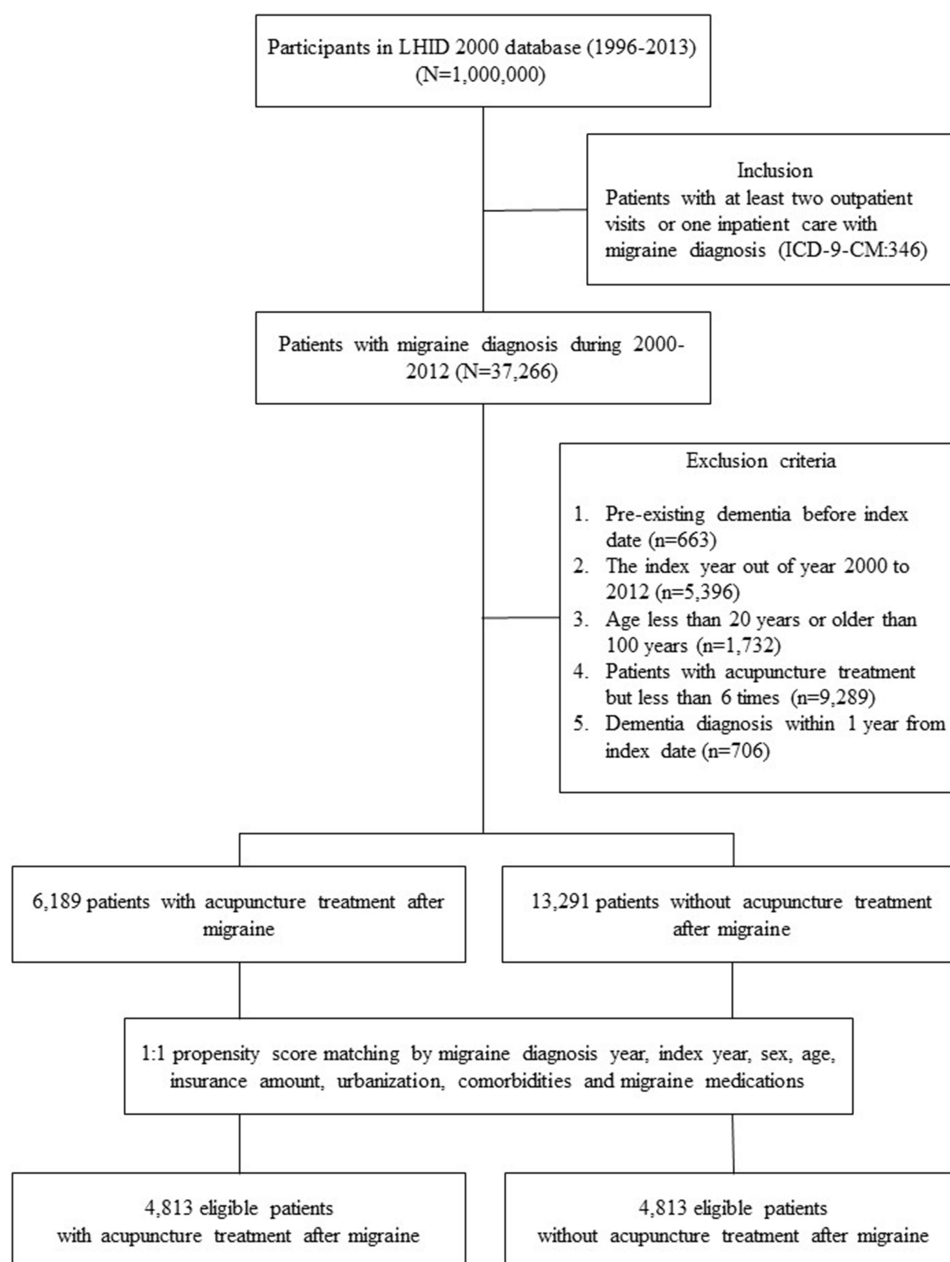 Participants in LHID 2000 database (1996-2013)
(N=1,000,000)
Inclusion
Patients with at least two outpatient
visits or one inpatient care with
migraine diagnosis (ICD-9-CM:346)
Patients with migraine diagnosis during 2000-
2012 (N=37,266)
Exclusion criteria
1. Pre-existing dementia before index
date (n=663)
2. The index year out of year 2000 to
2012 (n=5,396)
3. Age less than 20 years or older than
100 years (n=1,732)
4. Patients with acupuncture treatment
but less than 6 times (n=9,289)
5. Dementia diagnosis within 1 year from
index date (n=706)
6,189 patients with acupuncture treatment after
migraine
13,291 patients without acupuncture treatment
after migraine
1:1 propensity score matching by migraine diagnosis year, index year, sex, age,
insurance amount, urbanization, comorbidities and migraine medications
4,813 eligible patients
with acupuncture treatment after migraine
4,813 eligible patients
without acupuncture treatment after migraine